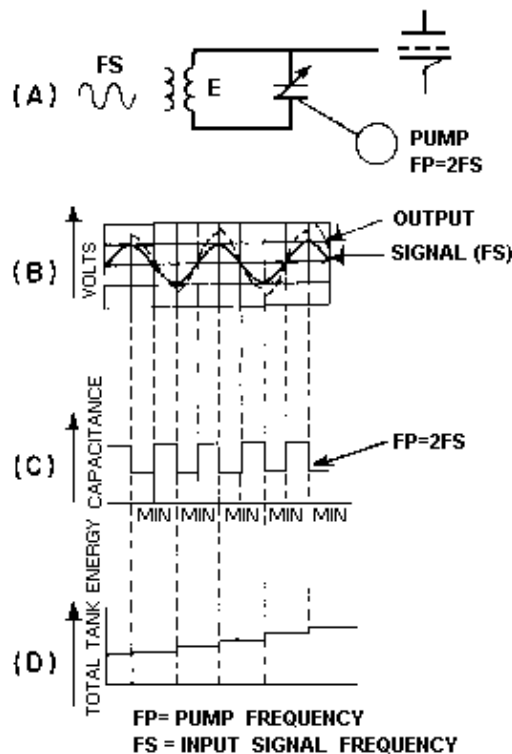 (A)
FS
E
PUMP
FP=2FS
(B)
VOLTS
OUTPUT
SIGNAL (FS)
(C)
CAPACITANCE
FP=2FS
MIN MIN MIN MIN MIN
(D)
TOTAL TANK ENERGY
FP= PUMP FREQUENCY
FS = INPUT SIGNAL FREQUENCY